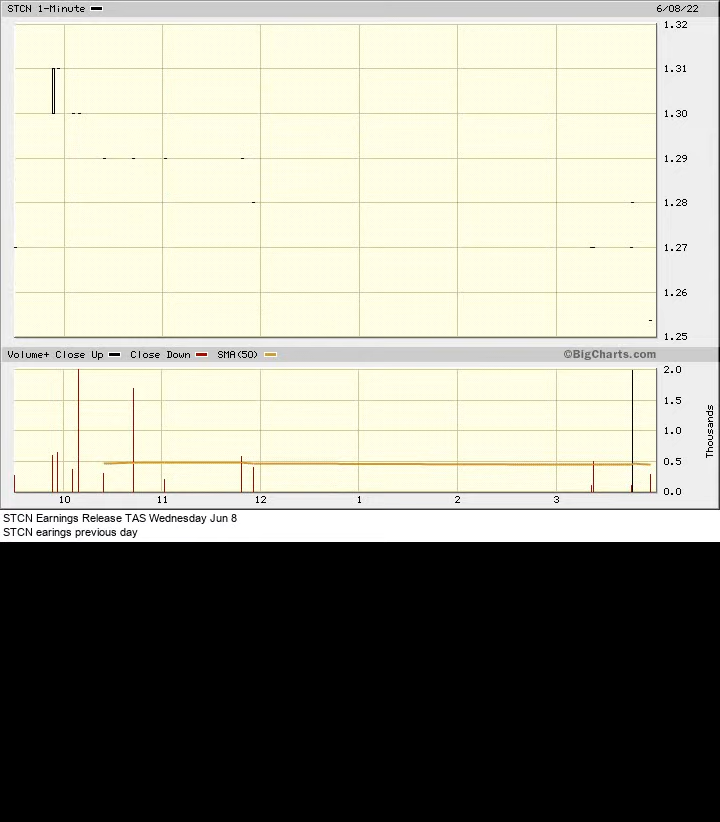 STCN 1-Minute 6/08/22
1.32
1.31
1.30
1.29
1.28
1.27
1.26
1.25
Volume+ Close Up Close Down SMA(50) ©BigCharts.com
2.0
1.5
1.0
0.5
0.0
Thousands
10 11 12 1 2 3
STCN Earnings Release TAS Wednesday Jun 8
STCN earings previous day